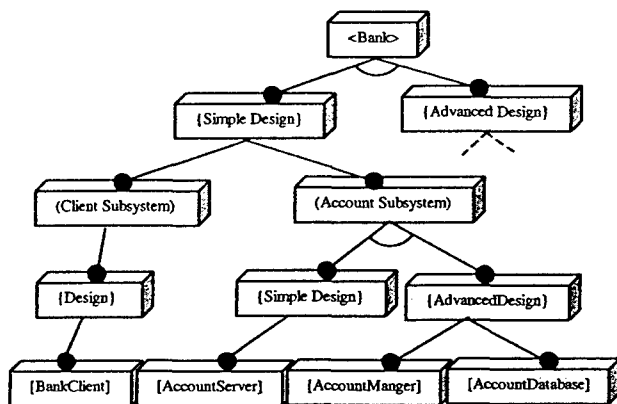 <Bank>
{Simple Design}
{Advanced Design}
(Client Subsystem)
(Account Subsystem)
{Design}
{Simple Design}
{AdvancedDesign}
[BankClient]
[AccountServer]
[AccountManger]
[AccountDatabase]